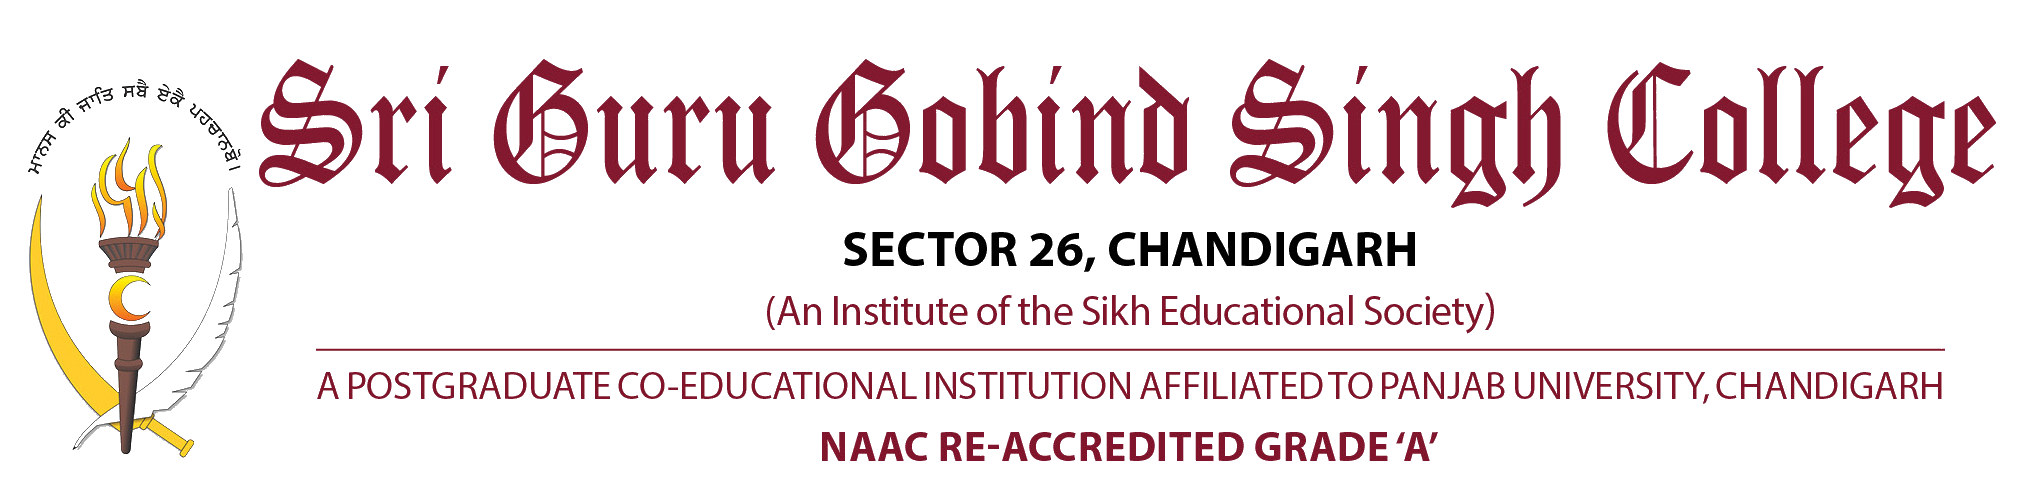 ਮਾਨਸ ਕੀ ਜਾਤਿ ਸਬੈ ਏਕੈ ਪਹਚਾਨਬੋ।
Sri Guru Gobind Singh College
SECTOR 26, CHANDIGARH
(An Institute of the Sikh Educational Society)
A POSTGRADUATE CO-EDUCATIONAL INSTITUTION AFFILIATED TO PANJAB UNIVERSITY, CHANDIGARH
NAAC RE-ACCREDITED GRADE ‘A’